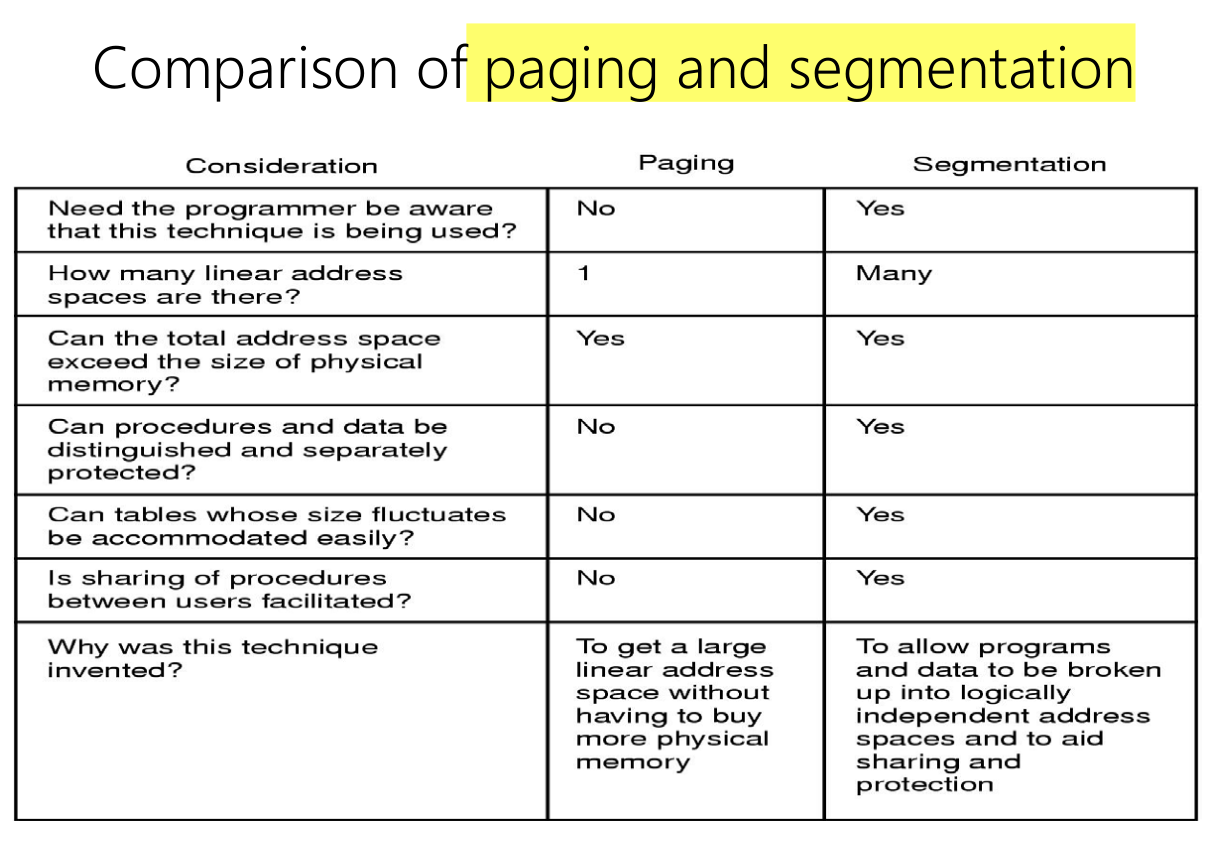 Comparison of paging and segmentation
Consideration Paging Segmentation
Need the programmer be aware
that this technique is being used?
No
Yes
How many linear address
spaces are there?
1
Many
Can the total address space
exceed the size of physical
memory?
Yes
Yes
Can procedures and data be
distinguished and separately
protected?
No
Yes
Can tables whose size fluctuates
be accommodated easily?
No
Yes
Is sharing of procedures
between users facilitated?
No
Yes
Why was this technique
invented?
To get a large
linear address
space without
having to buy
more physical
memory
To allow programs
and data to be broken
up into logically
independent address
spaces and to aid
sharing and
protection